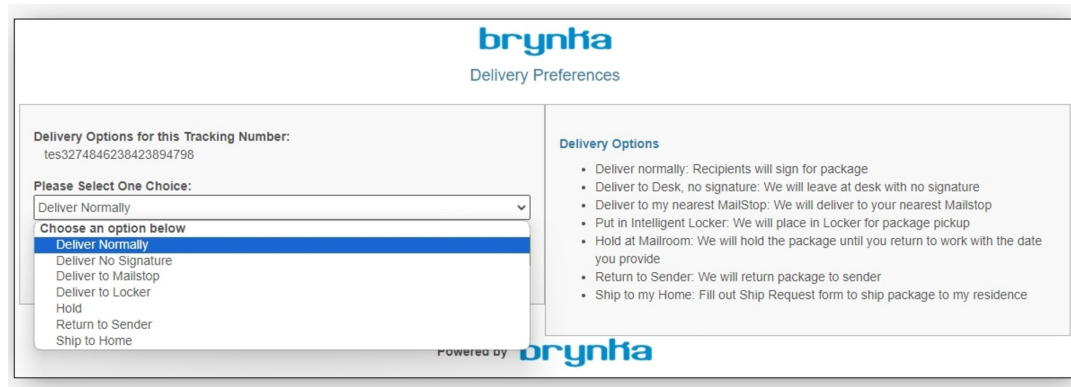 brynka
Delivery Preferences
Delivery Options for this Tracking Number:
tes3274846238423894798
Please Select One Choice:
Deliver Normally
Choose an option below
Deliver Normally
Deliver No Signature
Deliver to Mailstop
Deliver to Locker
Hold
Return to Sender
Ship to Home
Delivery Options
• Deliver normally: Recipients will sign for package
• Deliver to Desk, no signature: We will leave at desk with no signature
• Deliver to my nearest MailStop: We will deliver to your nearest Mailstop
• Put in Intelligent Locker: We will place in Locker for package pickup
• Hold at Mailroom: We will hold the package until you return to work with the date
you provide
• Return to Sender: We will return package to sender
• Ship to my Home: Fill out Ship Request form to ship package to my residence
Powered by brynka